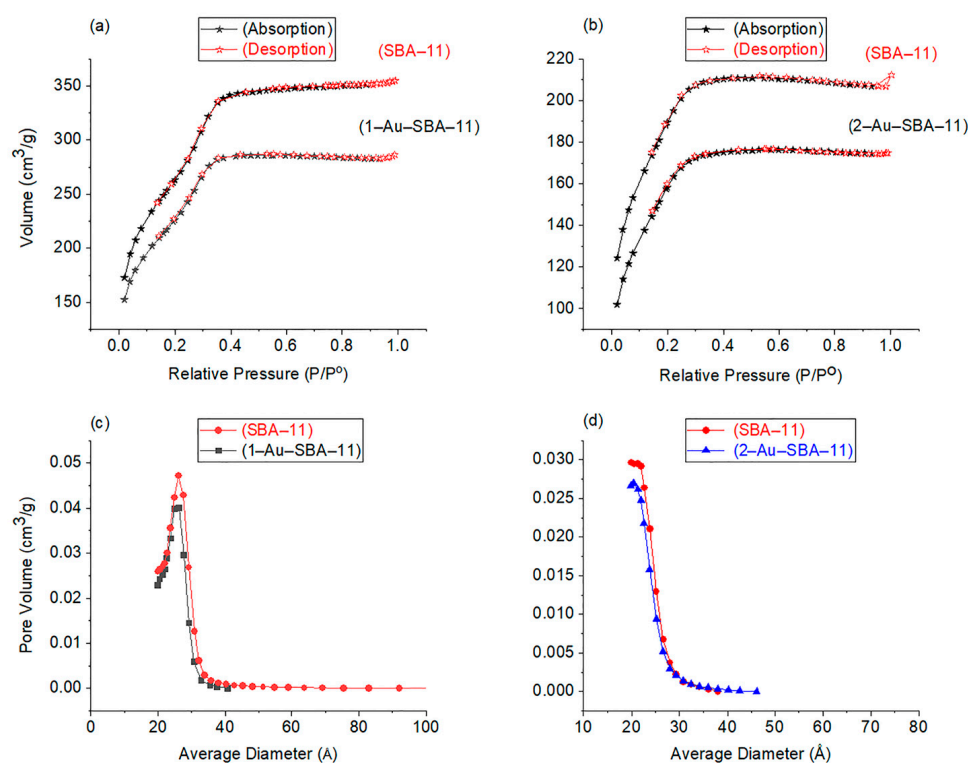 (a)
(Absorption)
(Desorption)
(SBA–11)
(1–Au–SBA–11)
350
300
250
200
150
Volume (cm³/g)
0.0 0.2 0.4 0.6 0.8 1.0
Relative Pressure (P/Pº)
(b)
(Absorption)
(Desorption)
(SBA–11)
(2–Au–SBA–11)
220
200
180
160
140
120
100
0.0 0.2 0.4 0.6 0.8 1.0
Relative Pressure (P/PO)
(c)
(SBA–11)
(1–Au–SBA–11)
0.05
0.04
0.03
0.02
0.01
0.00
Pore Volume (cm³/g)
0 20 40 60 80 100
Average Diameter (Å)
(d)
(SBA–11)
(2–Au–SBA–11)
0.030
0.025
0.020
0.015
0.010
0.005
0.000
10 20 30 40 50 60 70 80
Average Diameter (Å)